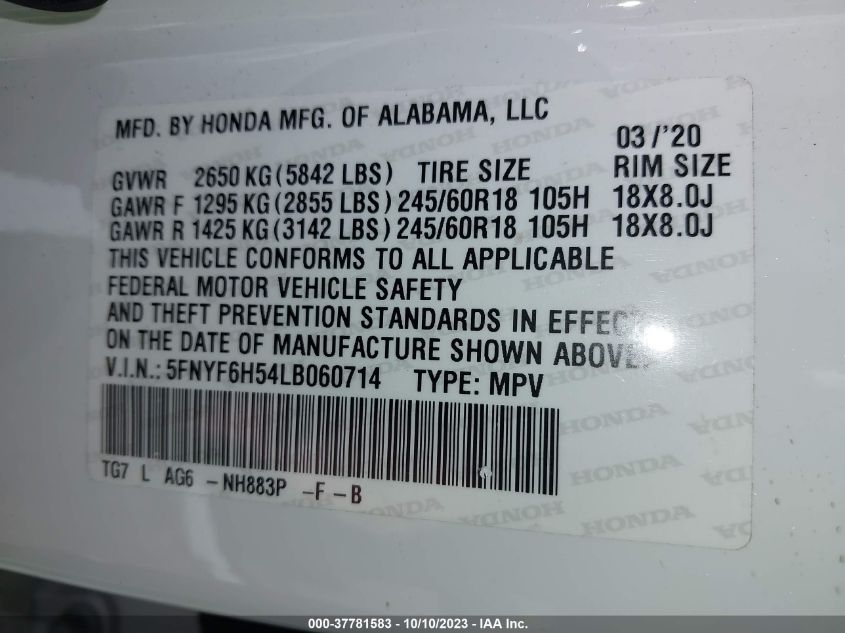 MFD. BY HONDA MFG. OF ALABAMA, LLC
03/'20
GVWR 2650 KG (5842 LBS) TIRE SIZE RIM SIZE
GAWR F 1295 KG (2855 LBS) 245/60R18 105H 18X8.0J
GAWR R 1425 KG (3142 LBS) 245/60R18 105H 18X8.0J
THIS VEHICLE CONFORMS TO ALL APPLICABLE
FEDERAL MOTOR VEHICLE SAFETY
AND THEFT PREVENTION STANDARDS IN EFFECT
ON THE DATE OF MANUFACTURE SHOWN ABOVE.
V.I.N.: 5FNYF6H54LB060714 TYPE: MPV
TG7 L AG6 -NH883P -F-B
000-37781583 - 10/10/2023 - IAA Inc.